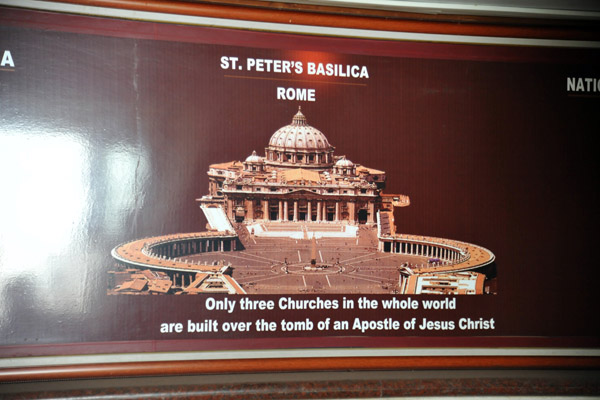 A
ST. PETER'S BASILICA
NATIO
ROME
Only three Churches in the whole world
are built over the tomb of an Apostle of Jesus Christ